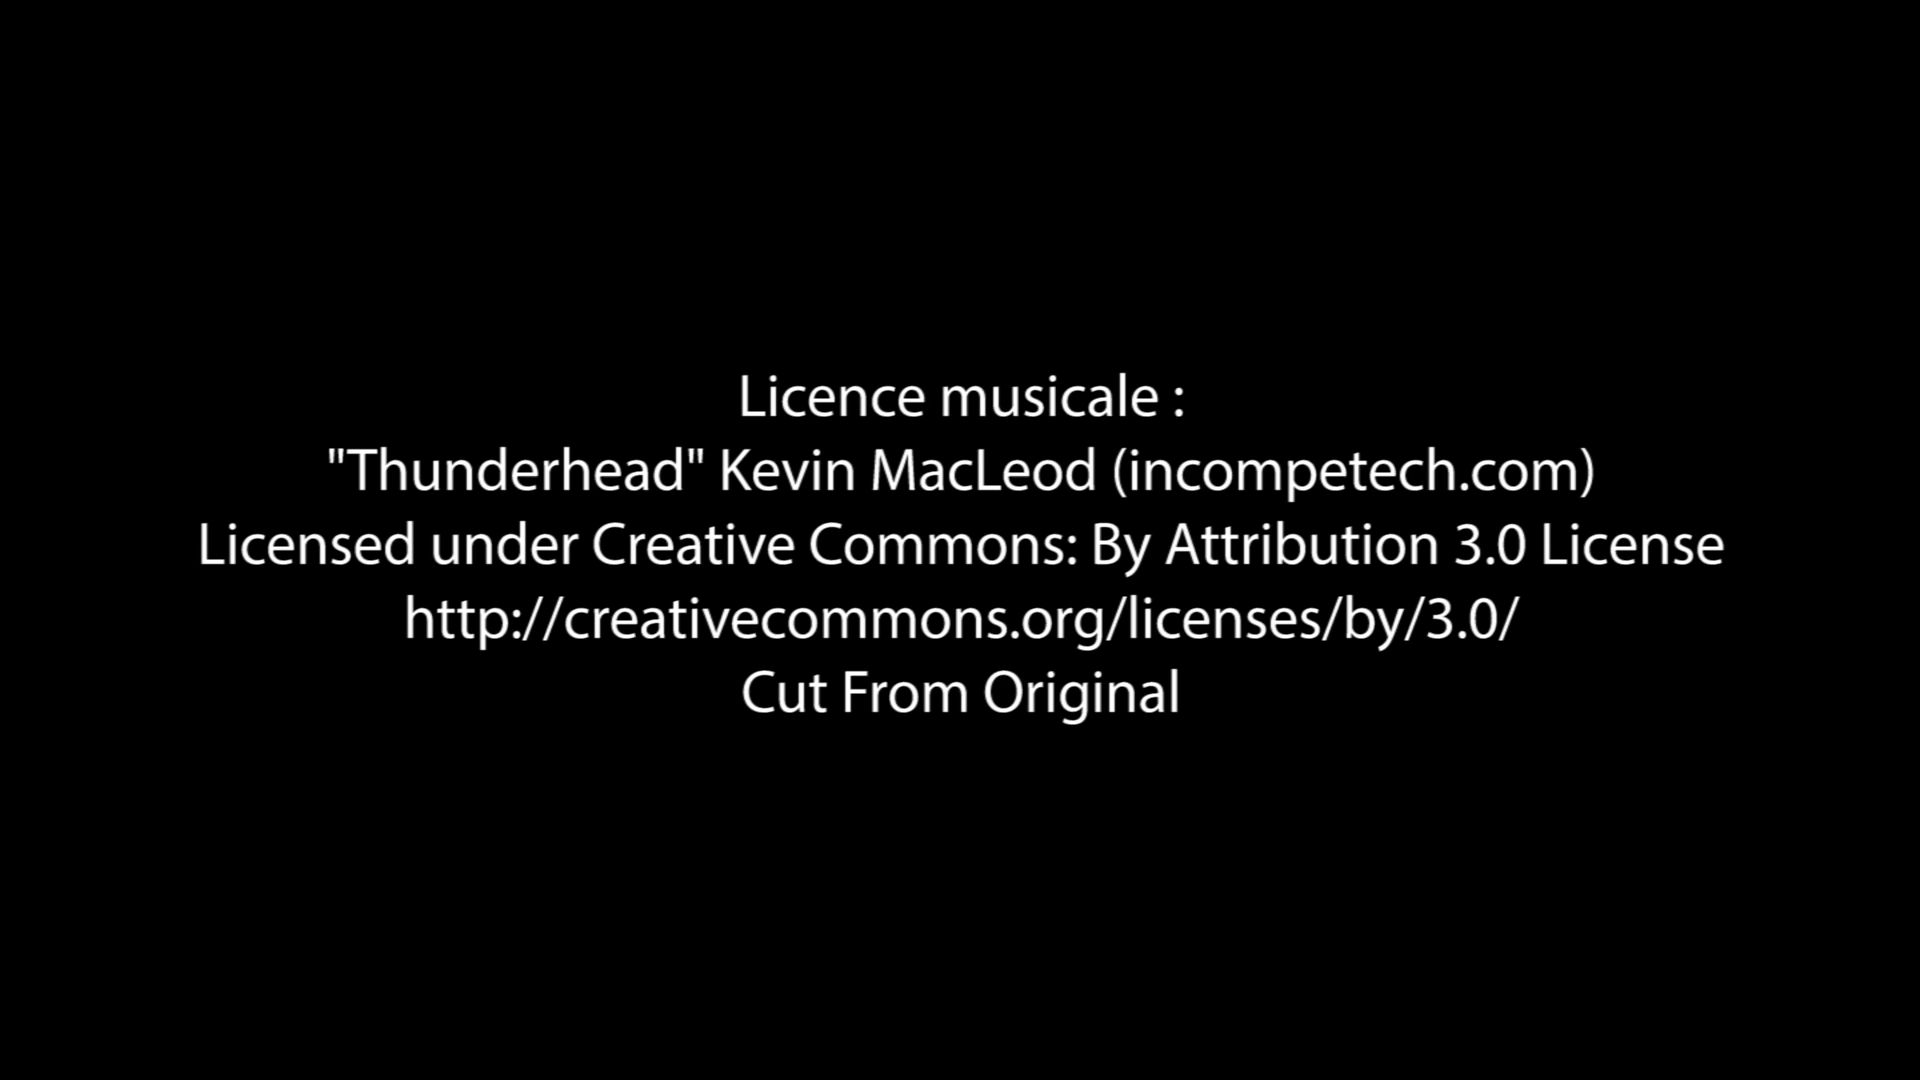 Licence musicale :
"Thunderhead" Kevin MacLeod (incompetech.com)
Licensed under Creative Commons: By Attribution 3.0 License
http://creativecommons.org/licenses/by/3.0/
Cut From Original